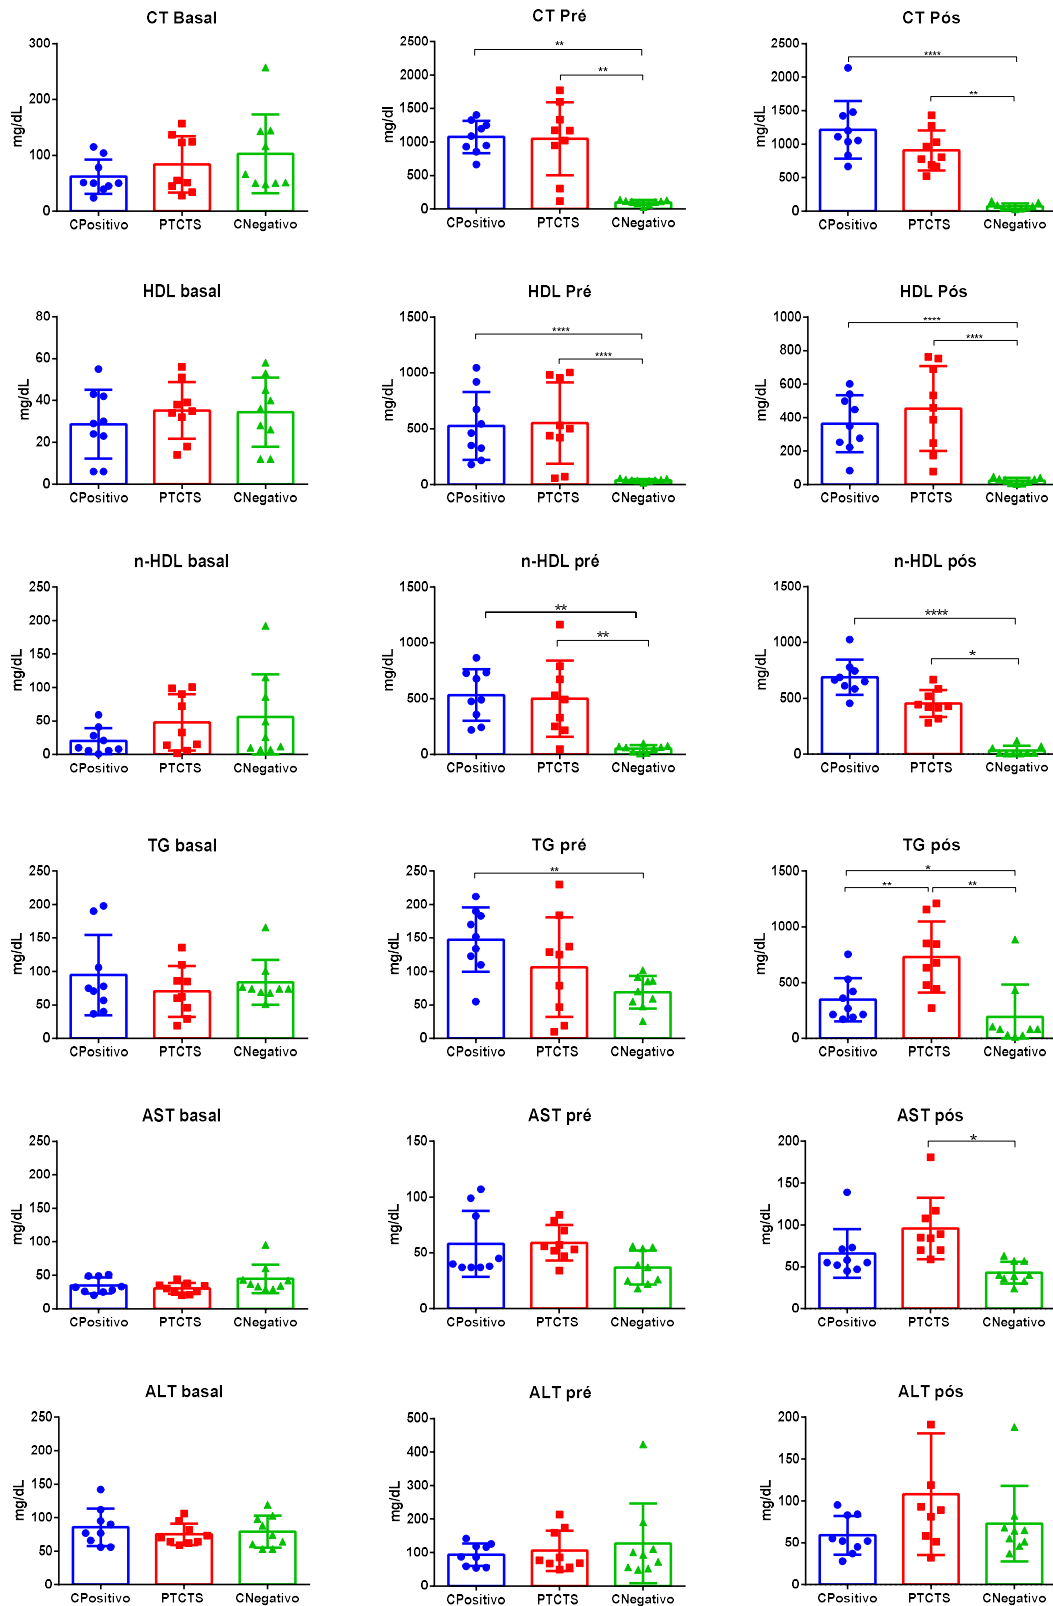 CT Basal
mg/dL
300
200
100
0
CPositivo PTCTS CNegativo
CT Pré
mg/dl
2500
2000
1500
1000
500
0
** 
**
CPositivo PTCTS CNegativo
CT Pós
mg/dL
2500
2000
1500
1000
500
0
****
**
CPositivo PTCTS CNegativo
HDL basal
mg/dL
80
60
40
20
0
CPositivo PTCTS CNegativo
HDL Pré
mg/dL
1500
1000
500
0
****
****
CPositivo PTCTS CNegativo
HDL Pós
mg/dL
1000
800
600
400
200
0
****
****
CPositivo PTCTS CNegativo
n-HDL basal
mg/dL
250
200
150
100
50
0
CPositivo PTCTS CNegativo
n-HDL pré
mg/dL
1500
1000
500
0
**
**
CPositivo PTCTS CNegativo
n-HDL pós
mg/dL
1500
1000
500
0
****
*
CPositivo PTCTS CNegativo
TG basal
mg/dL
250
200
150
100
50
0
CPositivo PTCTS CNegativo
TG pré
mg/dL
250
200
150
100
50
0
**
CPositivo PTCTS CNegativo
TG pós
mg/dL
1500
1000
500
0
*
** **
CPositivo PTCTS CNegativo
AST basal
mg/dL
250
200
150
100
50
0
CPositivo PTCTS CNegativo
AST pré
mg/dL
150
100
50
0
CPositivo PTCTS CNegativo
AST pós
mg/dL
200
150
100
50
0
*
CPositivo PTCTS CNegativo
ALT basal
mg/dL
250
200
150
100
50
0
CPositivo PTCTS CNegativo
ALT pré
mg/dL
500
400
300
200
100
0
CPositivo PTCTS CNegativo
ALT pós
mg/dL
200
150
100
50
0
CPositivo PTCTS CNegativo